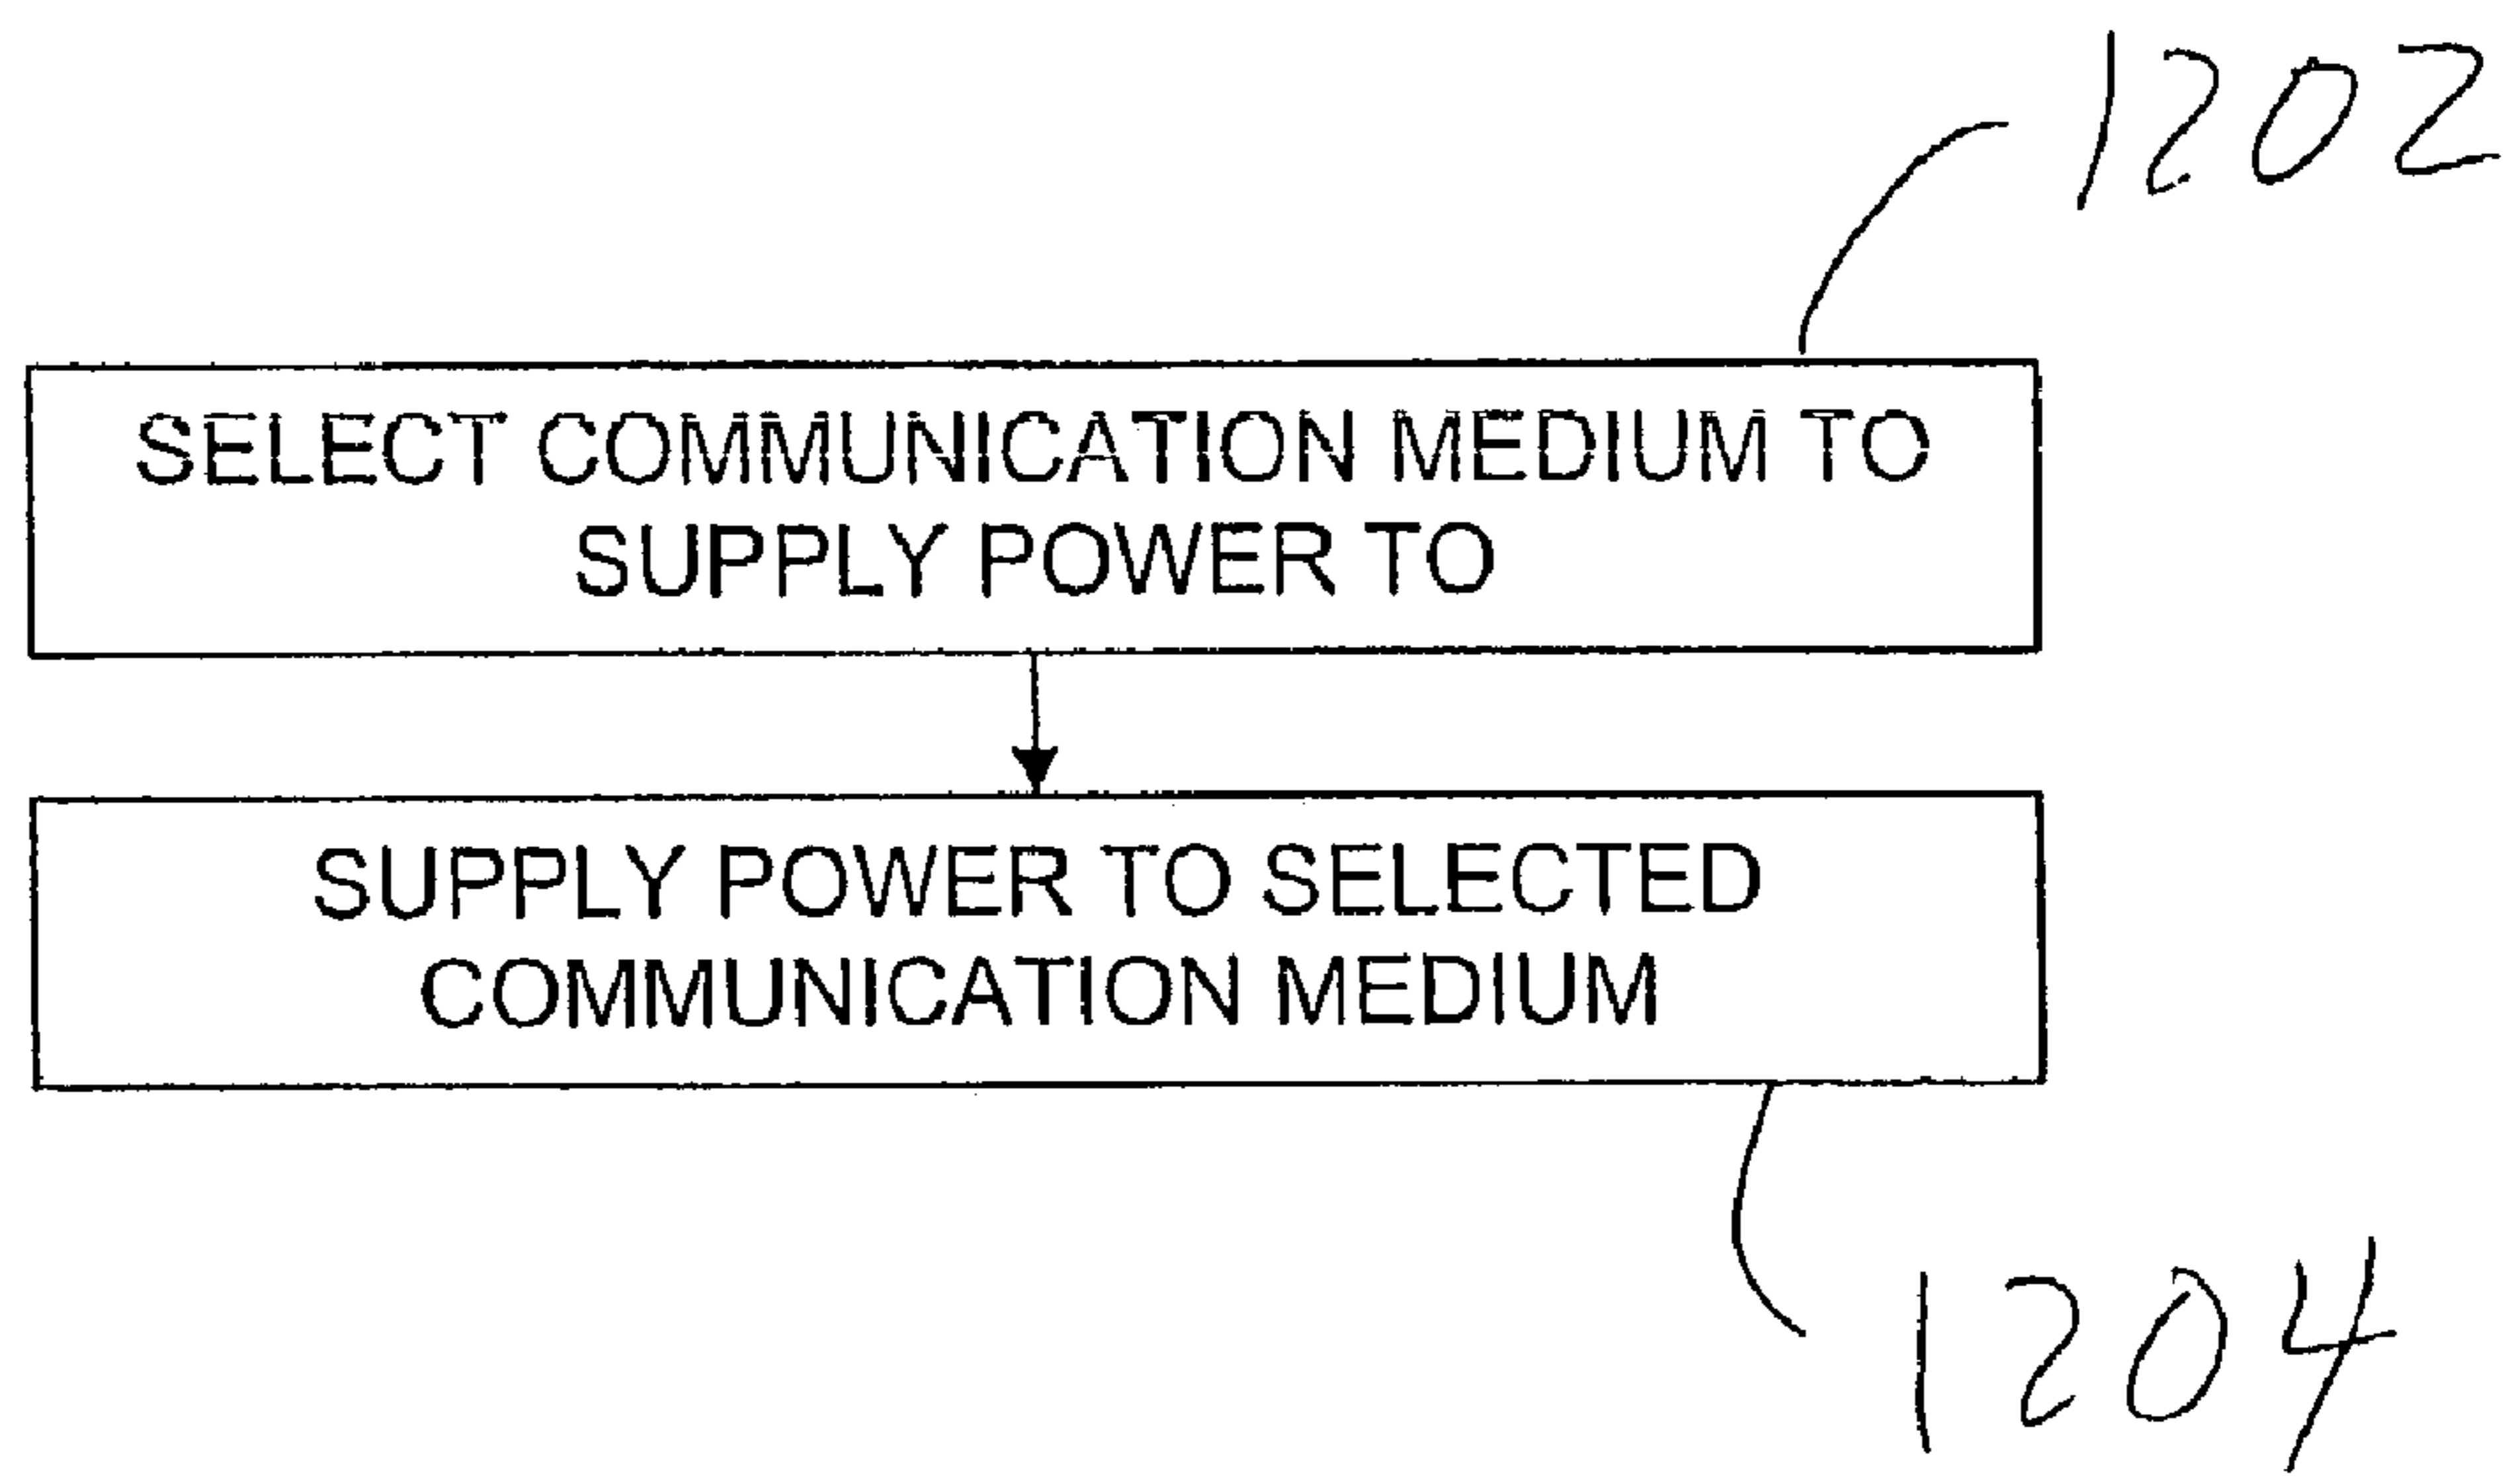 1202
SELECT COMMUNICATION MEDIUM TO
SUPPLY POWER TO
SUPPLY POWER TO SELECTED
COMMUNICATION MEDIUM
1204